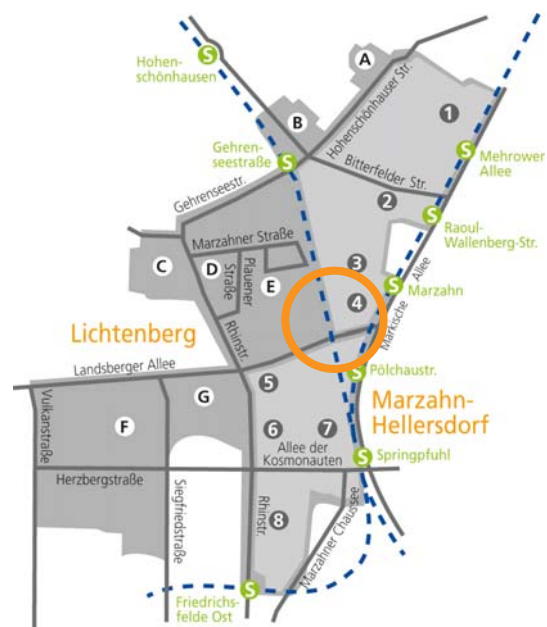 Hohen-
schönhausen
S
A
B
Hohenschönhauser Str.
1
S
Mehrower
Allee
Gehren-
seestraße
S
Bitterfelder Str.
2
S
Raoul-
Wallenberg-Str.
Gehrenseestr.
Marzahner Straße
C
D
Plauener
Straße
E
3
4
S
Marzahn
Märkische Allee
Lichtenberg
Rhinstr.
Landsberger Allee
S
Pölchaustr.
Marzahn-
Hellersdorf
5
G
F
6
7
Vulkanstraße
Allee der
Kosmonauten
S
Springpfuhl
Herzbergstraße
Siegfriedstraße
Rhinstr.
8
Marzahner Chaussee
S
Friedrichs-
felde Ost